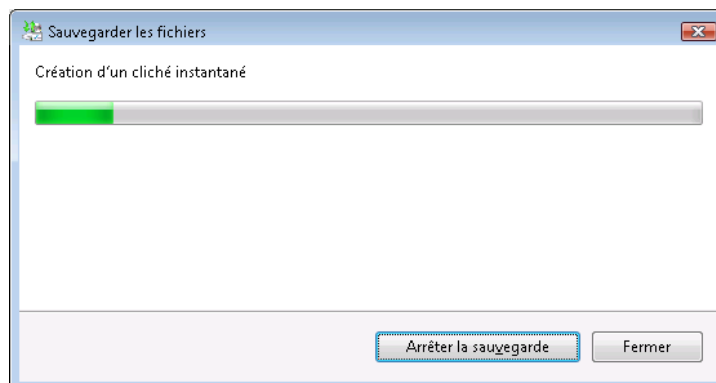 Sauvegarder les fichiers
Création d'un cliché instantané
Arrêter la sauvegarde
Fermer